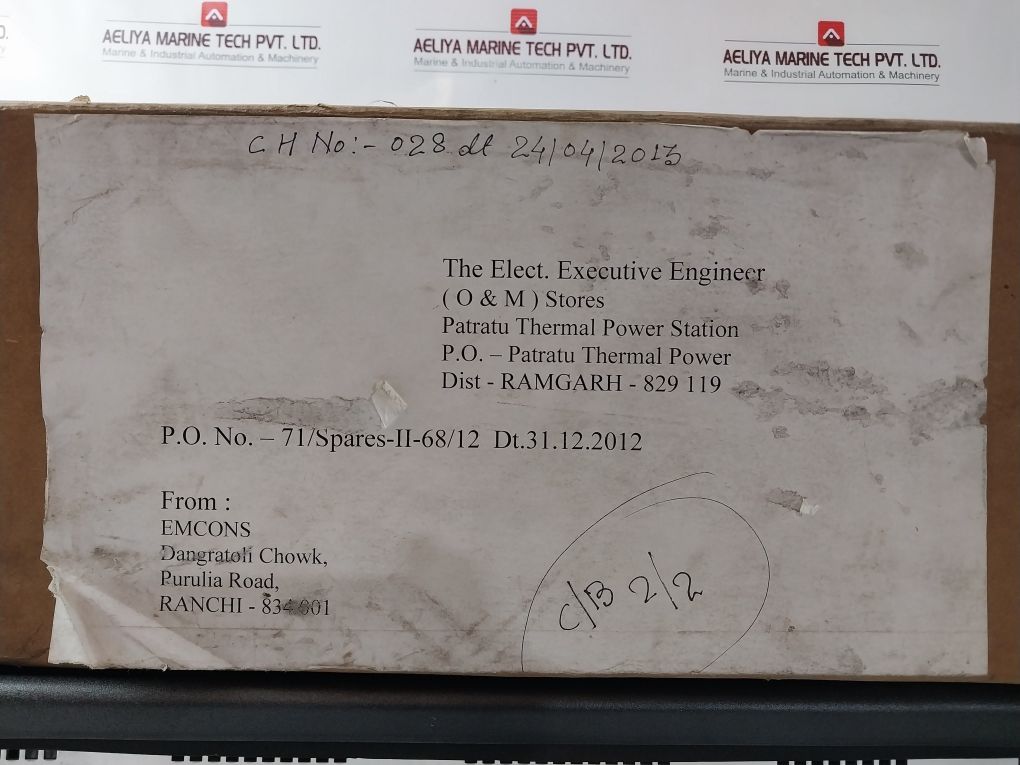 AELIYA MARINE TECH PVT. LTD.
Marine & Industrial Automation & Machinery
AELIYA MARINE TECH PVT. LTD.
Marine & Industrial Automation & Machinery
AELIYA MARINE TECH PVT. LTD.
Marine & Industrial Automation & Machinery
C H No:- 028 dt 24/04/2013
The Elect. Executive Engineer
( O & M ) Stores
Patratu Thermal Power Station
P.O. – Patratu Thermal Power
Dist - RAMGARH - 829 119
P.O. No. – 71/Spares-II-68/12 Dt.31.12.2012
From :
EMCONS
Dangratoli Chowk,
Purulia Road,
RANCHI - 834 001
C/B 2/2